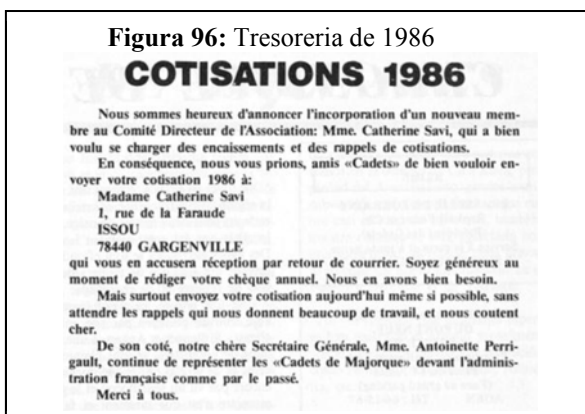 Figura 96: Tresoreria de 1986
COTISATIONS 1986
Nous sommes heureux d'annoncer l'incorporation d'un nouveau mem-
bre au Comité Directeur de l'Association: Mme. Catherine Savi, qui a bien
voulu se charger des encaissements et des rappels de cotisations.
En conséquence, nous vous prions, amis «Cadets» de bien vouloir en-
voyer votre cotisation 1986 à:
Madame Catherine Savi
1, rue de la Faraude
ISSOU
78440 GARGENVILLE
qui vous en accusera réception par retour de courrier. Soyez généreux au
moment de rédiger votre chèque annuel. Nous en avons bien besoin.
Mais surtout envoyez votre cotisation aujourd'hui même si possible, sans
attendre les rappels qui nous donnent beaucoup de travail, et nous coutent
cher.
De son coté, notre chère Secrétaire Générale, Mme. Antoinette Perri-
gault, continue de représenter les «Cadets de Majorque» devant l'adminis-
tration française comme par le passé.
Merci à tous.